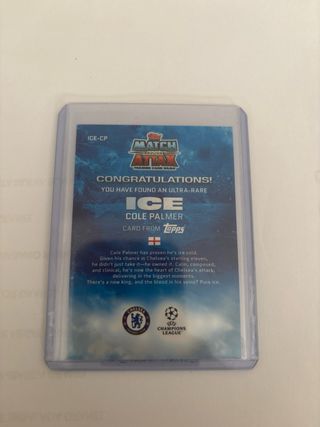 ICE-CP
MATCH
ATTAX
CONGRATULATIONS!
YOU HAVE FOUND AN ULTRA-RARE
ICE
COLE PALMER
CARD FROM Topps
Cole Palmer has proven he's ice cold.
Given his chance at Chelsea's starting eleven,
he didn't just take it—he owned it. Calm, composed,
and clinical, he's now the heart of Chelsea's attack,
delivering in the biggest moments.
There's a new king, and the blood in his veins? Pure ice.
CHELSEA
UEFA
CHAMPIONS
LEAGUE